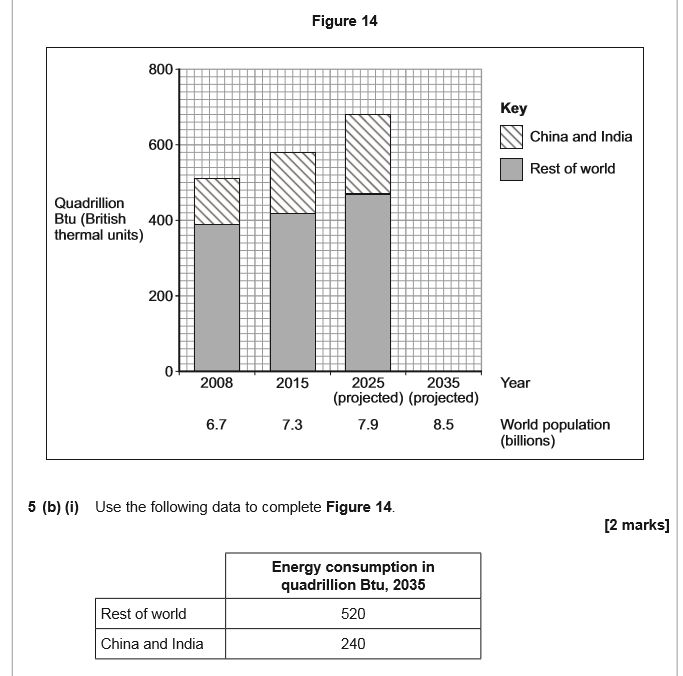 Figure 14
800
600
400
200
0
Quadrillion
Btu (British
thermal units)
Key
China and India
Rest of world
2008 2015 2025 2035 Year
(projected) (projected)
6.7 7.3 7.9 8.5 World population
(billions)
5 (b) (i) Use the following data to complete Figure 14.
[2 marks]
Energy consumption in
quadrillion Btu, 2035
Rest of world 520
China and India 240